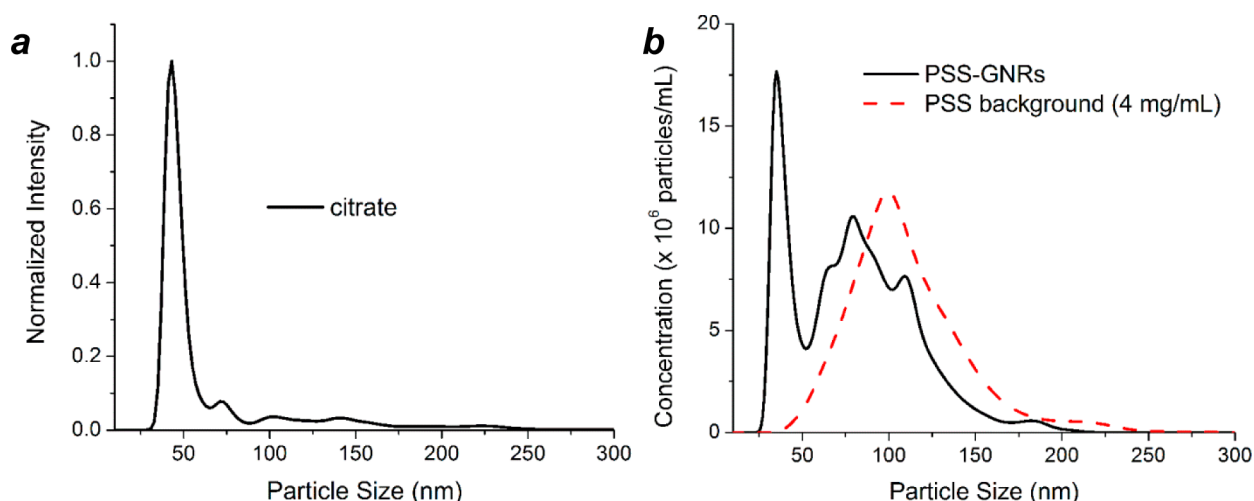 a
Normalized Intensity
1.0
0.8
0.6
0.4
0.2
0.0
citrate
50
100
150
200
250
300
Particle Size (nm)
b
Concentration (x 10⁶ particles/mL)
20
15
10
5
0
PSS-GNRs
PSS background (4 mg/mL)
50
100
150
200
250
300
Particle Size (nm)